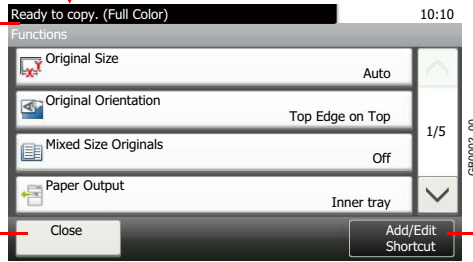 Ready to copy. (Full Color)
10:10
Functions
Original Size
Auto
Original Orientation
Top Edge on Top
Mixed Size Originals
Off
Paper Output
Inner tray
1/5
Close
Add/Edit
Shortcut
GB0002_00